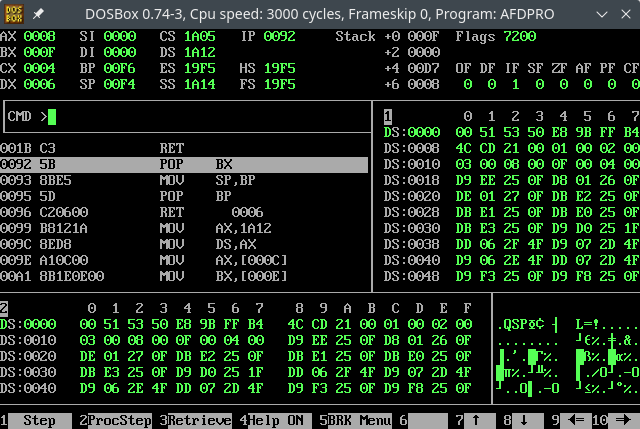 DOSBox 0.74-3, Cpu speed: 3000 cycles, Frameskip 0, Program: AFDPRO
AX 0008 SI 0000 CS 1A05 IP 0092 Stack +0 000F Flags 7200
BX 000F DI 0000 DS 1A12 +2 0000
CX 0004 BP 00F6 ES 19F5 HS 19F5 +4 00D7 OF DF IF SF ZF AF PF CF
DX 0006 SP 00F4 SS 1A14 FS 19F5 +6 0008 0 0 1 0 0 0 0 0
CMD >
1 0 1 2 3 4 5 6 7
DS:0000 00 51 53 50 E8 9B FF B4
DS:0008 4C CD 21 00 01 00 02 00
DS:0010 03 00 08 00 0F 00 04 00
DS:0018 D9 EE 25 0F D8 01 26 0F
DS:0020 DE 01 27 0F DB E2 25 0F
DS:0028 DB E1 25 0F DB E0 25 0F
DS:0030 DB E3 25 0F D9 D0 25 1F
DS:0038 DD 06 2F 4F D9 07 2D 4F
DS:0040 D9 06 2E 4F DD 07 2D 4F
DS:0048 D9 F3 25 0F D9 F8 25 0F
001B C3 RET
0092 5B POP BX
0093 8BE5 MOV SP,BP
0095 5D POP BP
0096 C20600 RET 0006
0099 B8121A MOV AX,1A12
009C 8ED8 MOV DS,AX
009E A10C00 MOV AX,[000C]
00A1 8B1E0E00 MOV BX,[000E]
2 0 1 2 3 4 5 6 7 8 9 A B C D E F
DS:0000 00 51 53 50 E8 9B FF B4 4C CD 21 00 01 00 02 00 .QSPΦ¢ ┤ L=!.....
DS:0010 03 00 08 00 0F 00 04 00 D9 EE 25 0F D8 01 26 0F ........ ┘ε%.╪.&.
DS:0020 DE 01 27 0F DB E2 25 0F DB E1 25 0F DB E0 25 0F ▐.'.█Γ%. █ß%.█α%.
DS:0030 DB E3 25 0F D9 D0 25 1F DD 06 2F 4F D9 07 2D 4F █π%.┘╨%. ▌./O┘.-O
DS:0040 D9 06 2E 4F DD 07 2D 4F D9 F3 25 0F D9 F8 25 0F ┘..O▌.-O ┘≤%.┘°%.
1 Step 2 ProcStep 3 Retrieve 4 Help ON 5 BRK Menu 6 7 ↑ 8 ↓ 9 ← 10 →